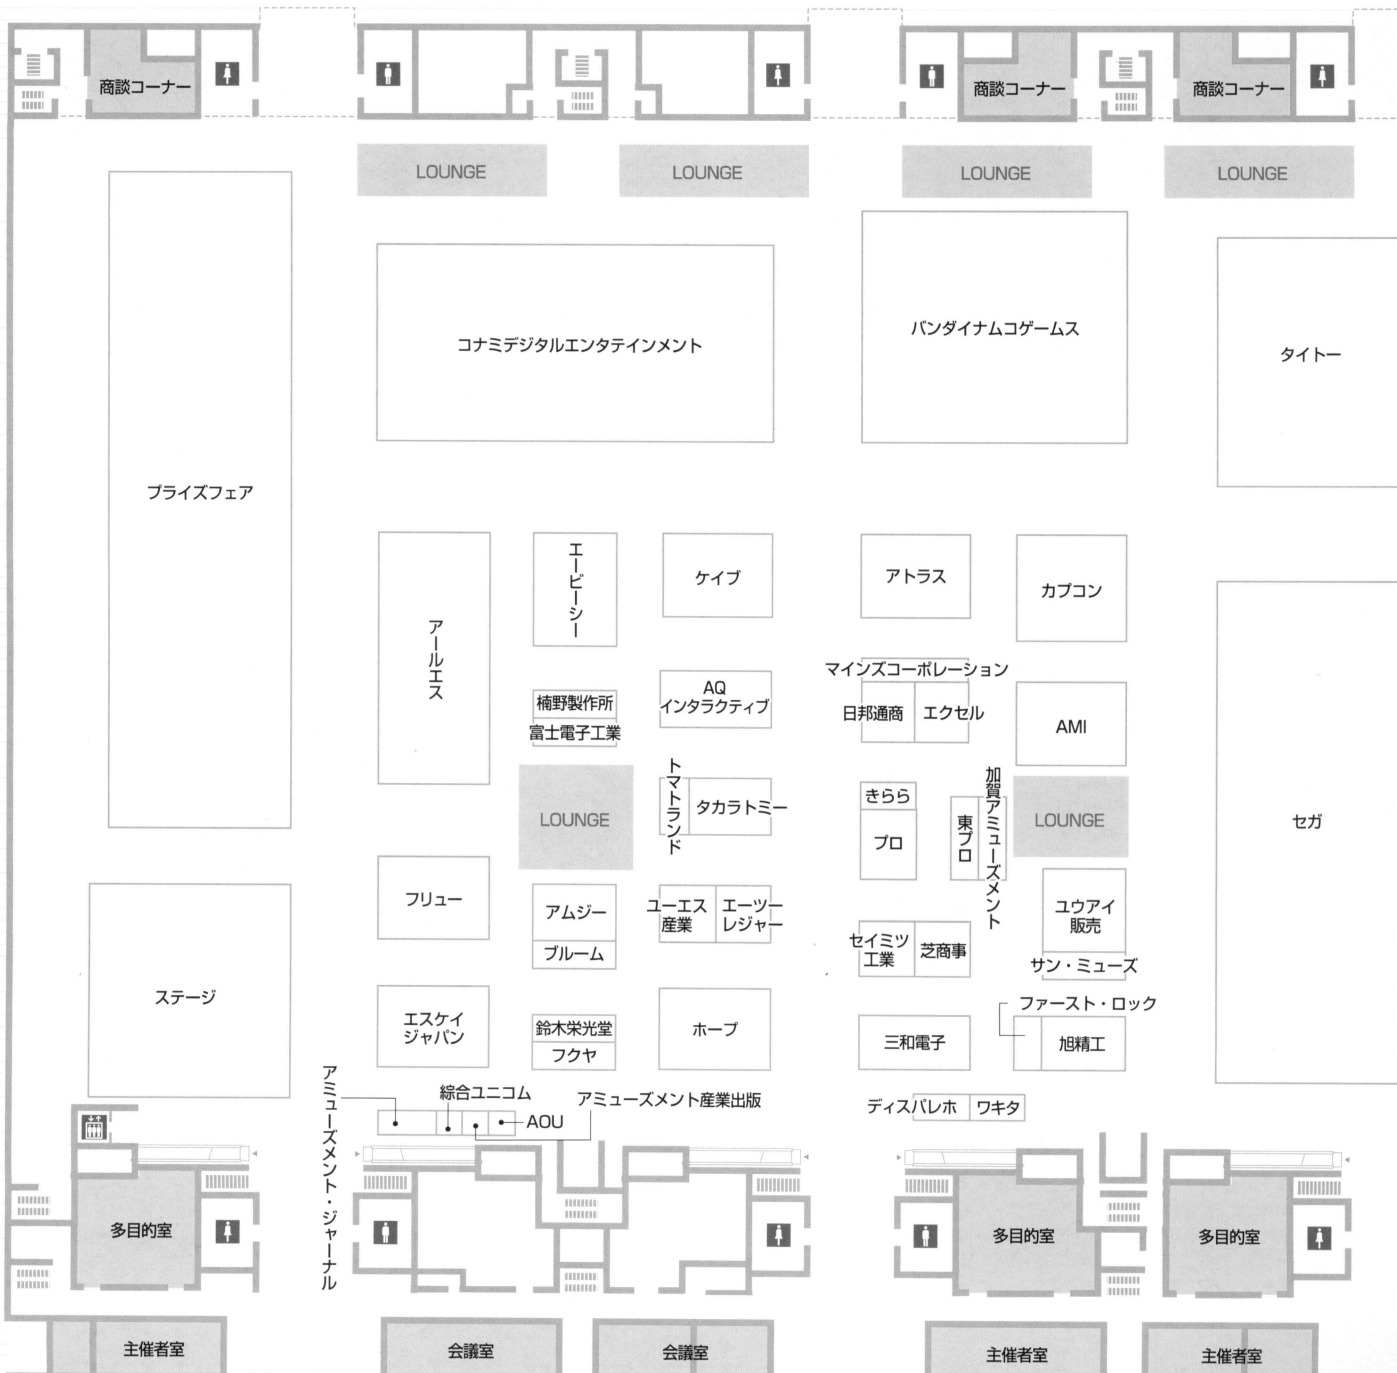 商談コーナー
商談コーナー
商談コーナー
LOUNGE
LOUNGE
LOUNGE
LOUNGE
コナミデジタルエンタテインメント
バンダイナムコゲームス
タイトー
プライズフェア
アールエス
エービーシー
ケイブ
アトラス
カプコン
楠野製作所
富士電子工業
AQ
インタラクティブ
マインズコーポレーション
日邦通商
エクセル
AMI
LOUNGE
トマトランド
タカラトミー
きらら
プロ
東プロ
加賀アミューズメント
LOUNGE
セガ
フリュー
アムジー
ブルーム
ユーエス
産業
エーツー
レジャー
セイミツ
工業
芝商事
ユウアイ
販売
サン・ミューズ
ステージ
エスケイ
ジャパン
鈴木栄光堂
フクヤ
ホープ
三和電子
ファースト・ロック
旭精工
アミューズメント・ジャーナル
綜合ユニコム
アミューズメント産業出版
AOU
ディスパレホ
ワキタ
多目的室
多目的室
多目的室
主催者室
会議室
会議室
主催者室
主催者室